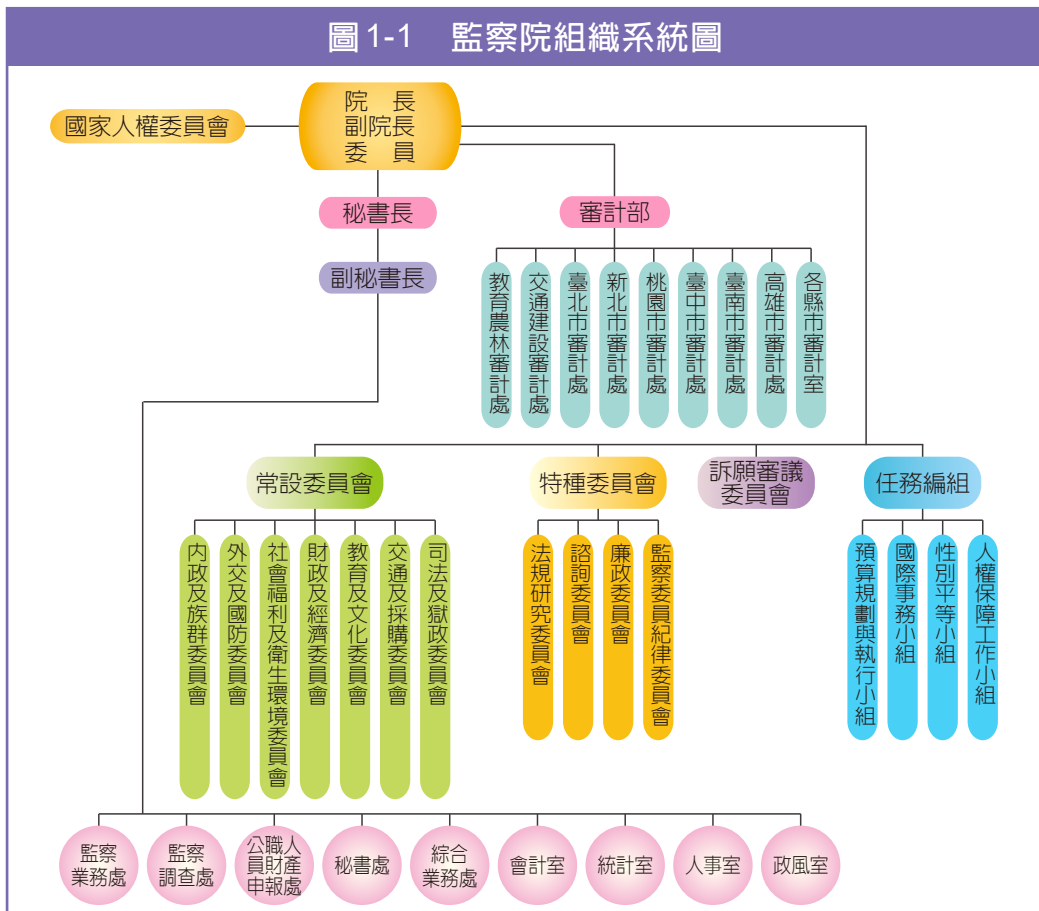 圖1-1 監察院組織系統圖
院 長
副院長
委 員
國家人權委員會
秘書長
審計部
副秘書長
教育農林審計處
交通建設審計處
臺北市審計處
新北市審計處
桃園市審計處
臺中市審計處
臺南市審計處
高雄市審計處
各縣市審計室
常設委員會
特種委員會
訴願審議
委員會
任務編組
內政及族群委員會
外交及國防委員會
社會福利及衛生環境委員會
財政及經濟委員會
教育及文化委員會
交通及採購委員會
司法及獄政委員會
法規研究委員會
諮詢委員會
廉政委員會
監察委員紀律委員會
預算規劃與執行小組
國際事務小組
性別平等小組
人權保障工作小組
監察
業務處
監察
調查處
公職人
員財產
申報處
秘書處
綜合
業務處
會計室
統計室
人事室
政風室